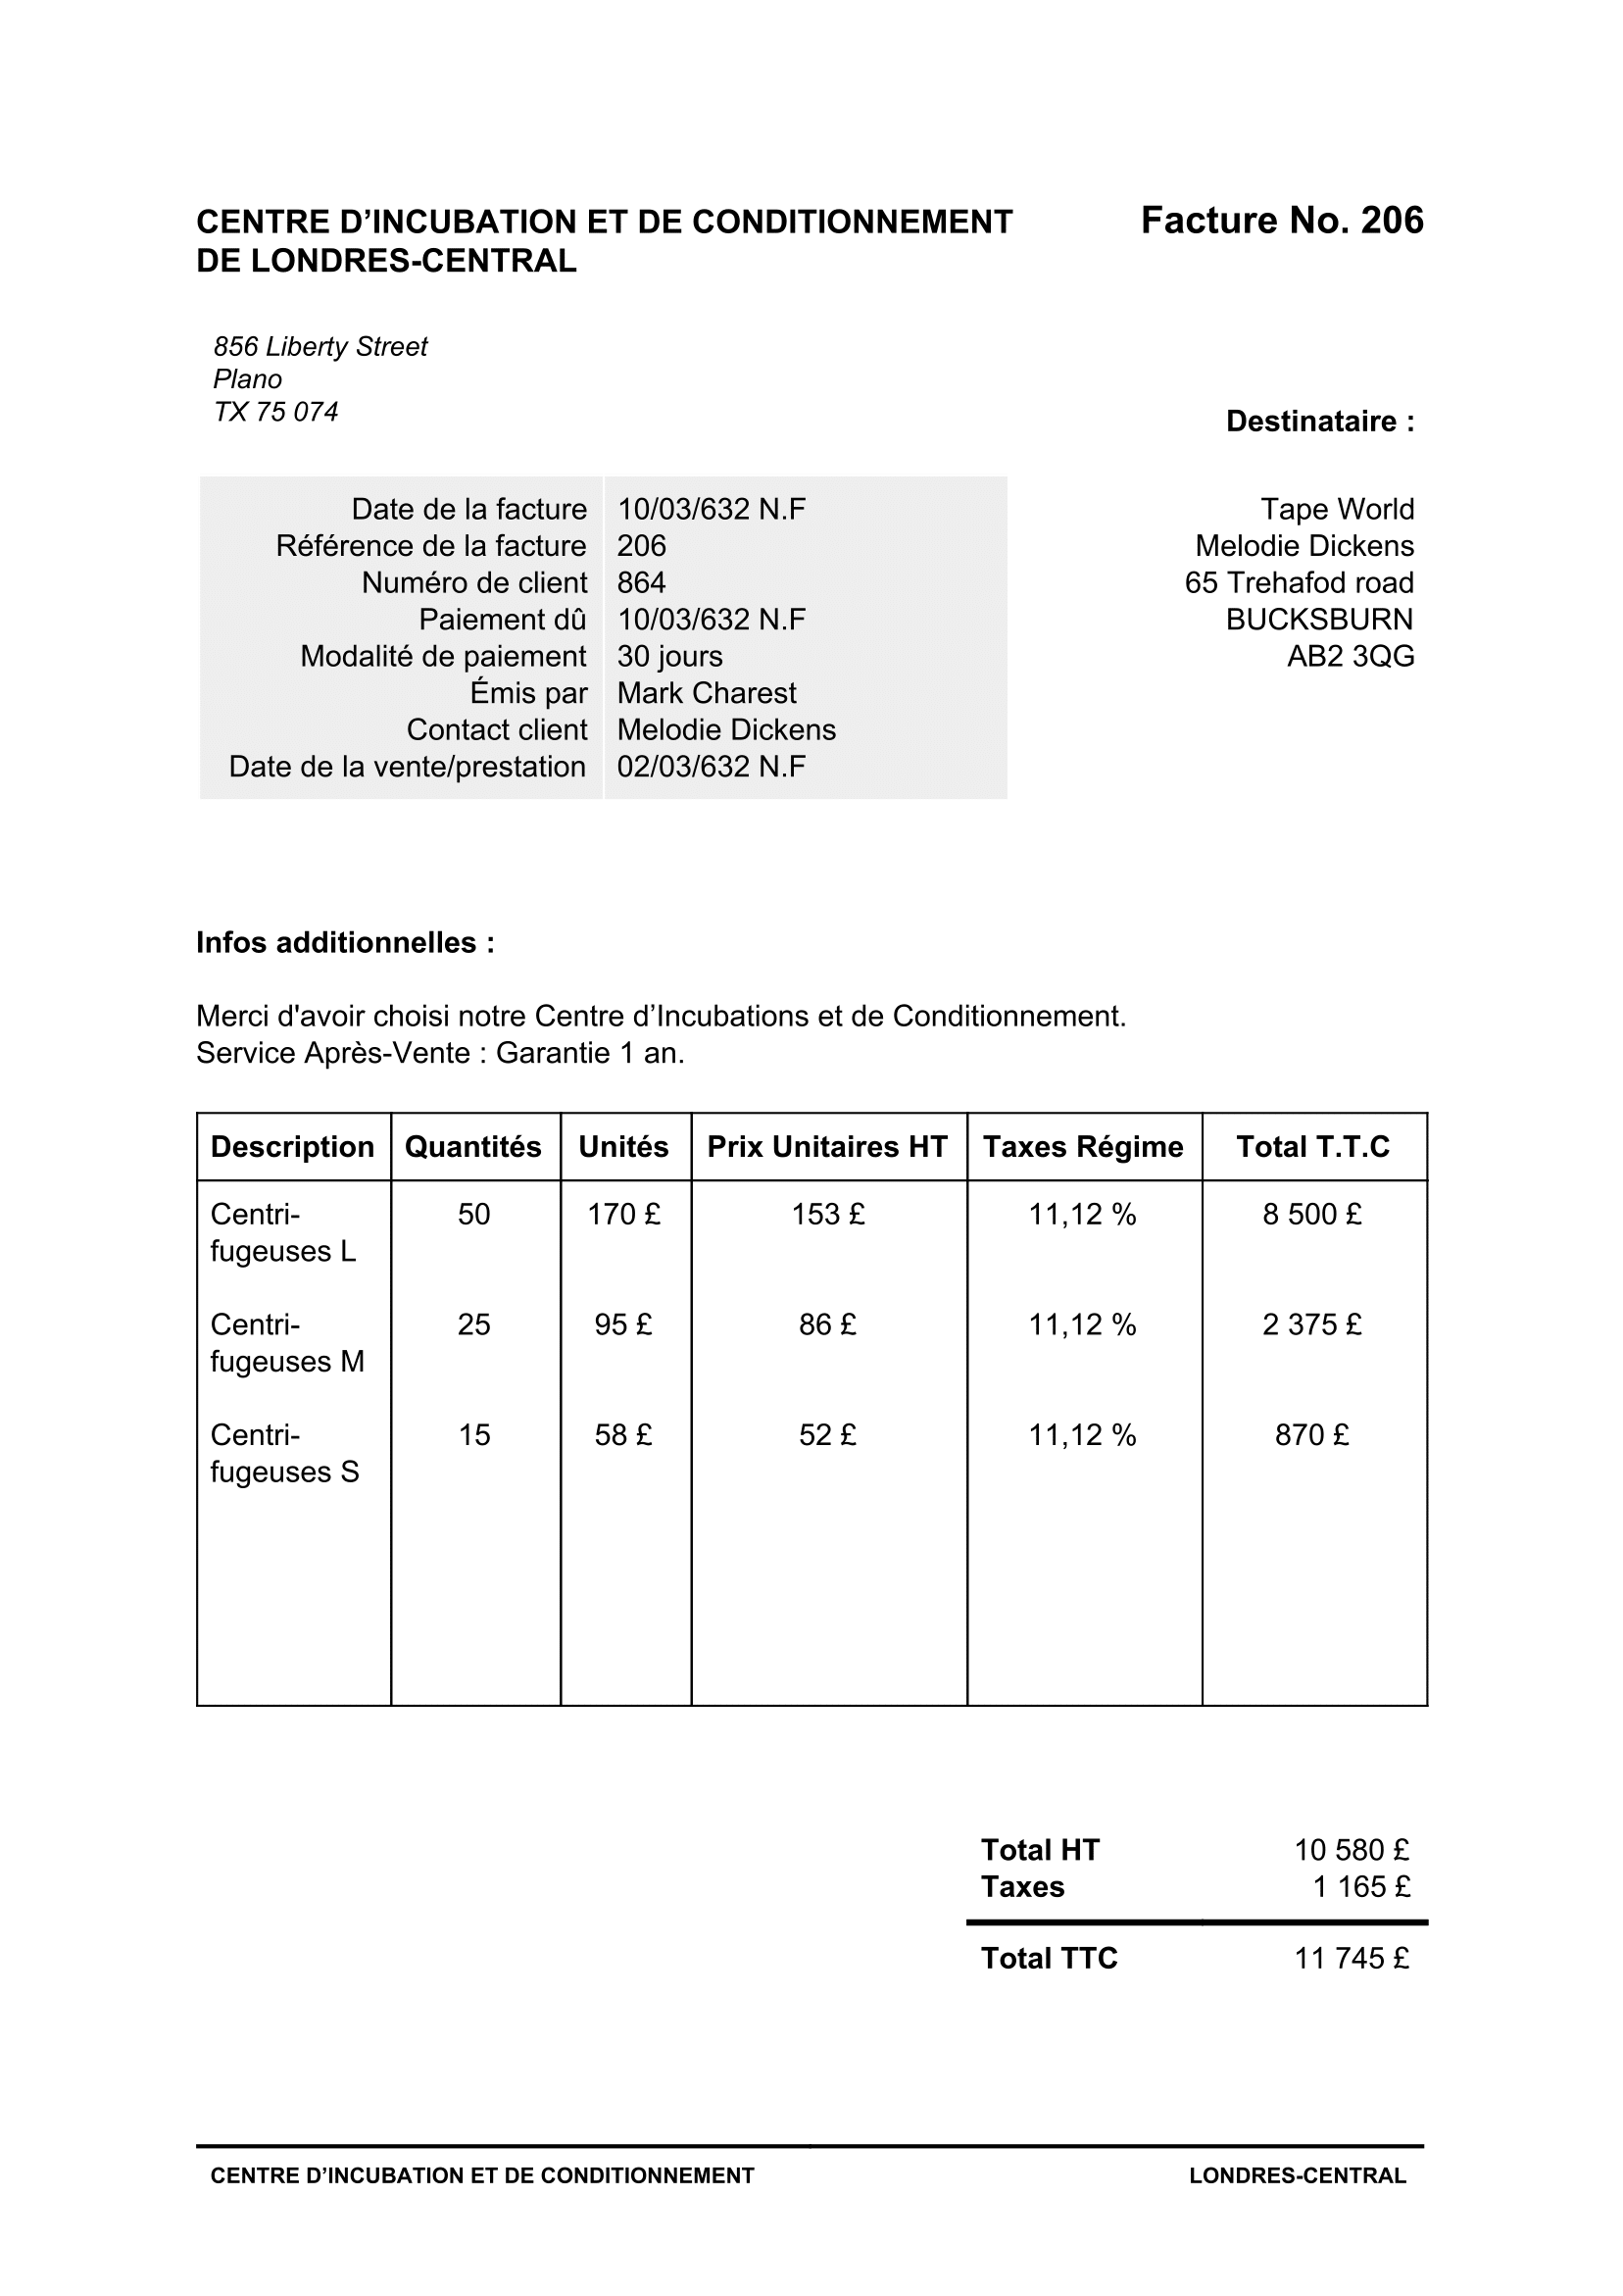 CENTRE D’INCUBATION ET DE CONDITIONNEMENT
DE LONDRES-CENTRAL
Facture No. 206
856 Liberty Street
Plano
TX 75 074
Destinataire :
Tape World
Melodie Dickens
65 Trehafod road
BUCKSBURN
AB2 3QG
Date de la facture 10/03/632 N.F
Référence de la facture 206
Numéro de client 864
Paiement dû 10/03/632 N.F
Modalité de paiement 30 jours
Émis par Mark Charest
Contact client Melodie Dickens
Date de la vente/prestation 02/03/632 N.F
Infos additionnelles :
Merci d'avoir choisi notre Centre d’Incubations et de Conditionnement.
Service Après-Vente : Garantie 1 an.
Description Quantités Unités Prix Unitaires HT Taxes Régime Total T.T.C
Centri- 50 170 £ 153 £ 11,12 % 8 500 £
fugeuses L
Centri- 25 95 £ 86 £ 11,12 % 2 375 £
fugeuses M
Centri- 15 58 £ 52 £ 11,12 % 870 £
fugeuses S
Total HT 10 580 £
Taxes 1 165 £
Total TTC 11 745 £
CENTRE D’INCUBATION ET DE CONDITIONNEMENT LONDRES-CENTRAL